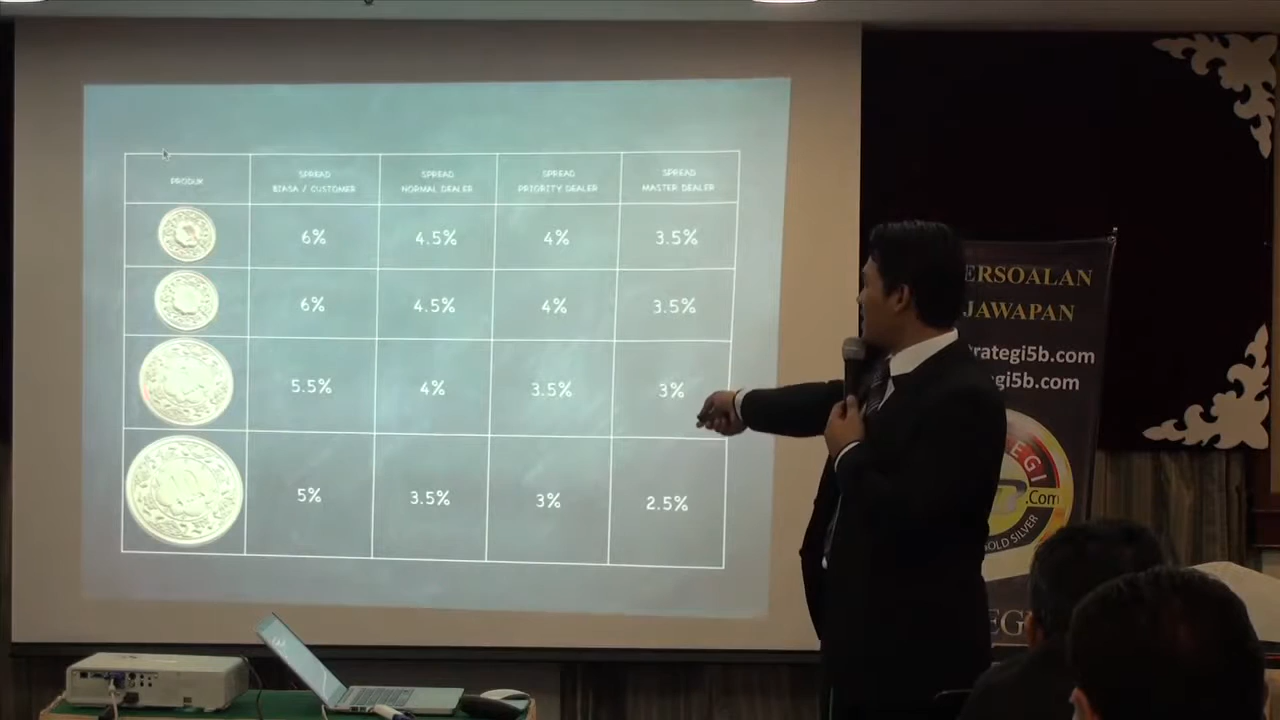 PRODUK
SPREAD
BIASA / CUSTOMER
SPREAD
NORMAL DEALER
SPREAD
PRIORITY DEALER
SPREAD
MASTER DEALER
6%
4.5%
4%
3.5%
6%
4.5%
4%
3.5%
5.5%
4%
3.5%
3%
5%
3.5%
3%
2.5%
ERSOALAN
JAWAPAN
rategi5b.com
gi5b.com
EGI
.Com
GOLD SILVER
EG